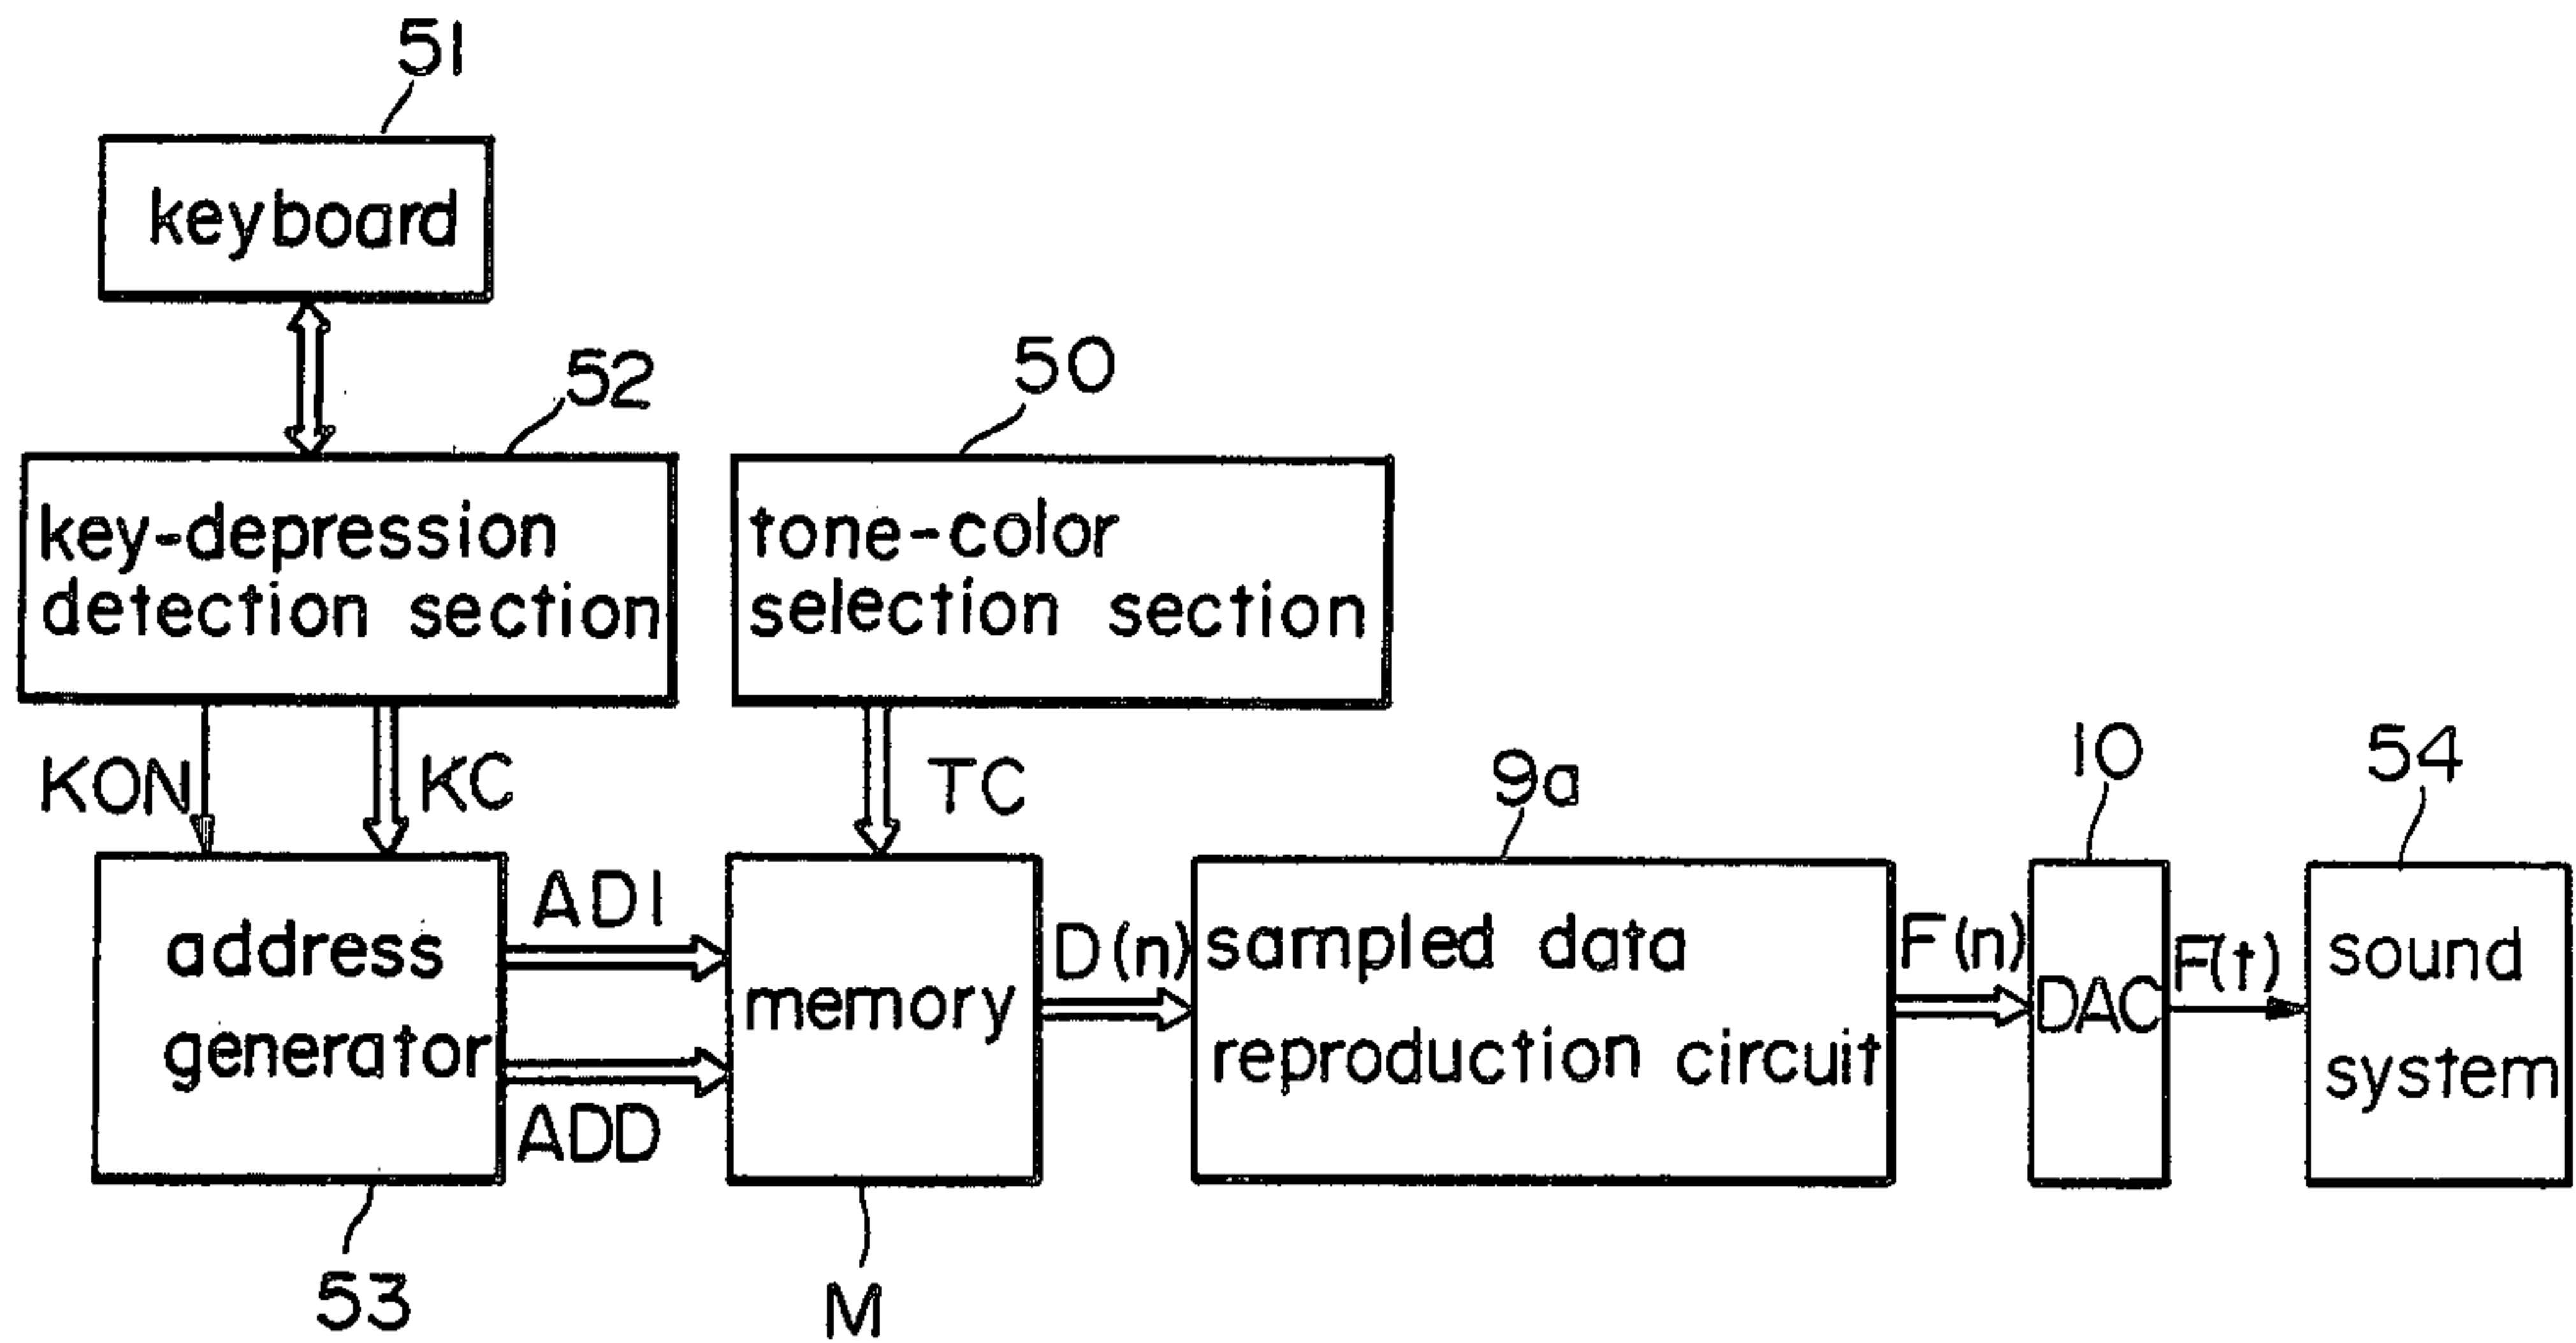 51
keyboard
52
50
key-depression
detection section
tone-color
selection section
KON
KC
TC
9a
10
54
address
generator
AD1
ADD
memory
D(n)
sampled data
reproduction circuit
F(n)
DAC
F(t)
sound
system
53
M